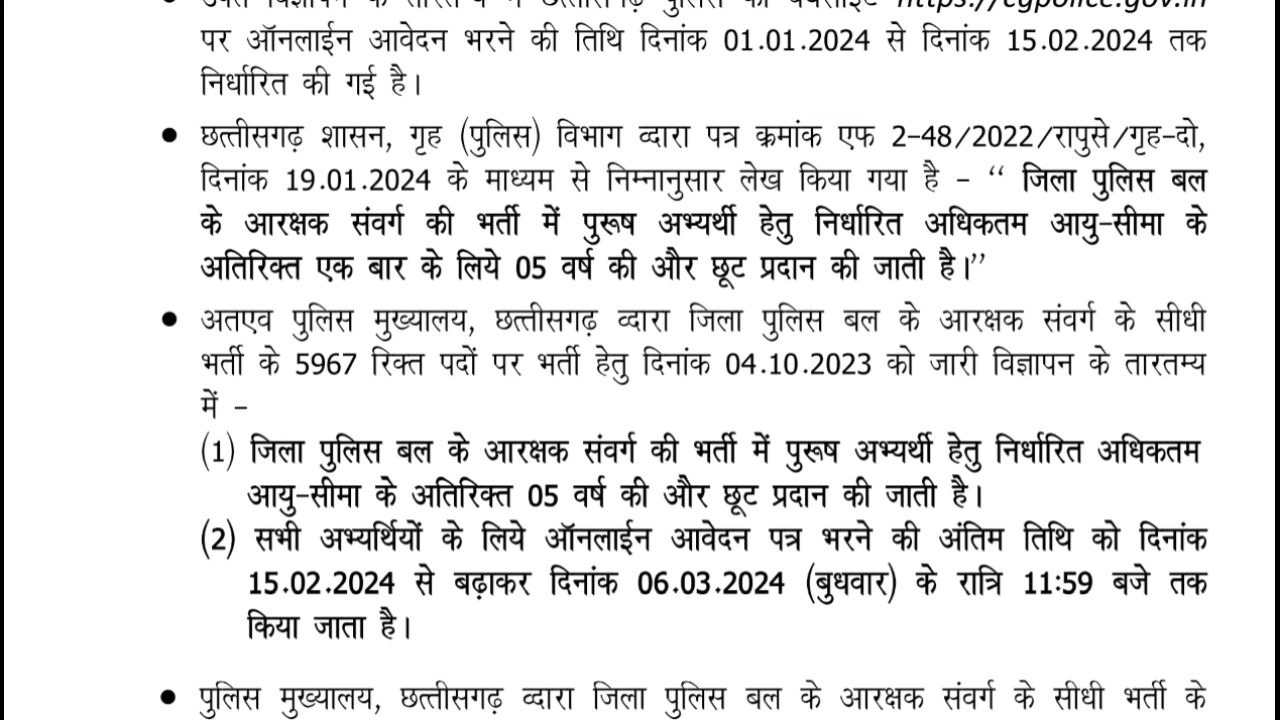 पर ऑनलाईन आवेदन भरने की तिथि दिनांक 01.01.2024 से दिनांक 15.02.2024 तक
निर्धारित की गई है।
● छत्तीसगढ़ शासन, गृह (पुलिस) विभाग व्दारा पत्र क्रमांक एफ 2-48/2022/रापुसे/गृह-दो,
दिनांक 19.01.2024 के माध्यम से निम्नानुसार लेख किया गया है - “ जिला पुलिस बल
के आरक्षक संवर्ग की भर्ती में पुरूष अभ्यर्थी हेतु निर्धारित अधिकतम आयु-सीमा के
अतिरिक्त एक बार के लिये 05 वर्ष की और छूट प्रदान की जाती है।”
● अतएव पुलिस मुख्यालय, छत्तीसगढ़ व्दारा जिला पुलिस बल के आरक्षक संवर्ग के सीधी
भर्ती के 5967 रिक्त पदों पर भर्ती हेतु दिनांक 04.10.2023 को जारी विज्ञापन के तारतम्य
में -
(1) जिला पुलिस बल के आरक्षक संवर्ग की भर्ती में पुरूष अभ्यर्थी हेतु निर्धारित अधिकतम
आयु-सीमा के अतिरिक्त 05 वर्ष की और छूट प्रदान की जाती है।
(2) सभी अभ्यर्थियों के लिये ऑनलाईन आवेदन पत्र भरने की अंतिम तिथि को दिनांक
15.02.2024 से बढ़ाकर दिनांक 06.03.2024 (बुधवार) के रात्रि 11:59 बजे तक
किया जाता है।
● पुलिस मुख्यालय, छत्तीसगढ़ व्दारा जिला पुलिस बल के आरक्षक संवर्ग के सीधी भर्ती के